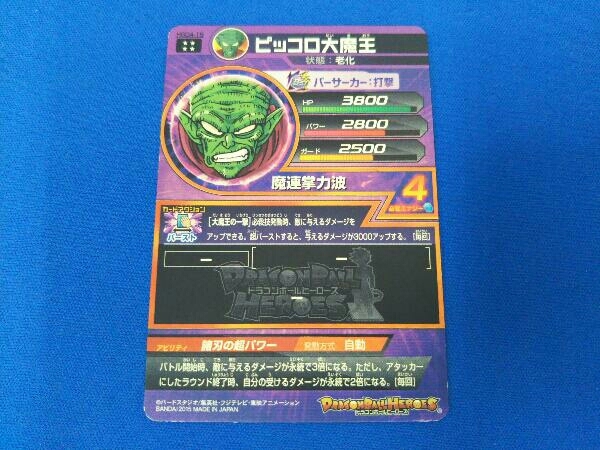 HGD4-19
ピッコロ大魔王
状態：老化
バーサーカー：打撃
HP 3800
パワー 2800
ガード 2500
魔連掌力波
4
カードアクション
バースト
[大魔王の一撃]必殺技発動時、敵に与えるダメージを
アップできる。超バーストすると、与えるダメージが3000アップする。[毎回]
DRAGONBALL
ドラゴンボールヒーローズ
HEROES
アビリティ 諸刃の超パワー 発動方式 自動
バトル開始時、敵に与えるダメージが永続で3倍になる。ただし、アタッカー
にしたラウンド終了時、自分の受けるダメージが永続で2倍になる。[毎回]
©バードスタジオ/集英社・フジテレビ・東映アニメーション
BANDAI 2015 MADE IN JAPAN
DRAGONBALL HEROES
ドラゴンボールヒーローズ